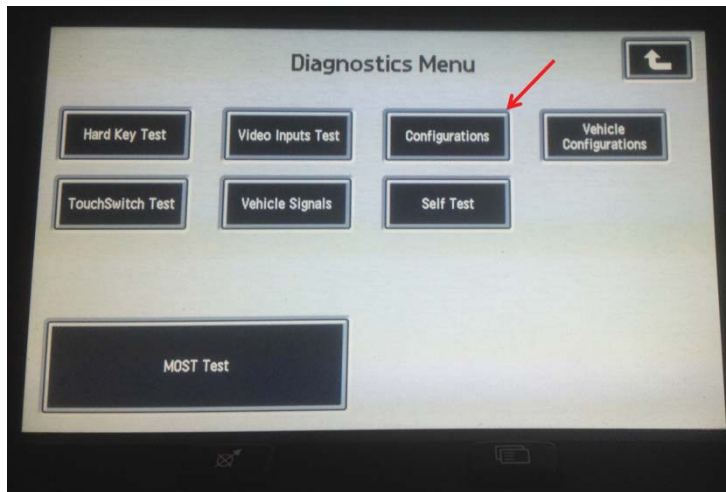 Diagnostics Menu
Hard Key Test
Video Inputs Test
Configurations
Vehicle
Configurations
TouchSwitch Test
Vehicle Signals
Self Test
MOST Test